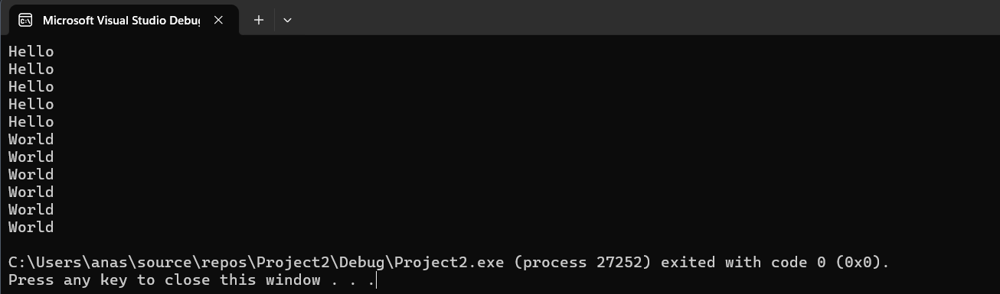 Microsoft Visual Studio Debu
Hello
Hello
Hello
Hello
Hello
World
World
World
World
World
World
C:\Users\anas\source\repos\Project2\Debug\Project2.exe (process 27252) exited with code 0 (0x0).
Press any key to close this window . . .